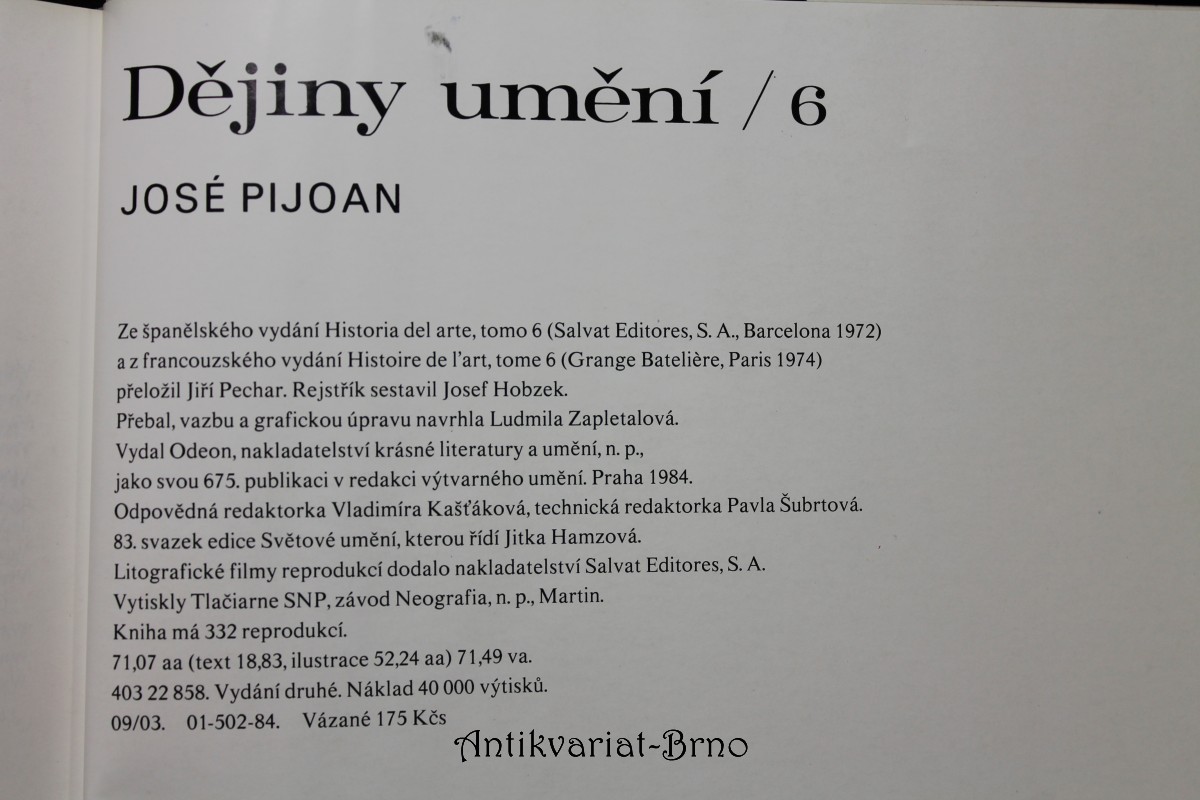 Dějiny umění / 6
JOSÉ PIJOAN
Ze španělského vydání Historia del arte, tomo 6 (Salvat Editores, S. A., Barcelona 1972)
a z francouzského vydání Histoire de l'art, tome 6 (Grange Batelière, Paris 1974)
přeložil Jiří Pechar. Rejstřík sestavil Josef Hobzek.
Přebal, vazbu a grafickou úpravu navrhla Ludmila Zapletalová.
Vydal Odeon, nakladatelství krásné literatury a umění, n. p.,
jako svou 675. publikaci v redakci výtvarného umění. Praha 1984.
Odpovědná redaktorka Vladimíra Kašťáková, technická redaktorka Pavla Šubrtová.
83. svazek edice Světové umění, kterou řídí Jitka Hamzová.
Litografické filmy reprodukcí dodalo nakladatelství Salvat Editores, S. A.
Vytiskly Tlačiarne SNP, závod Neografia, n. p., Martin.
Kniha má 332 reprodukcí.
71,07 aa (text 18,83, ilustrace 52,24 aa) 71,49 va.
403 22 858. Vydání druhé. Náklad 40 000 výtisků.
09/03. 01-502-84. Vázané 175 Kčs
Antikvariat-Brno